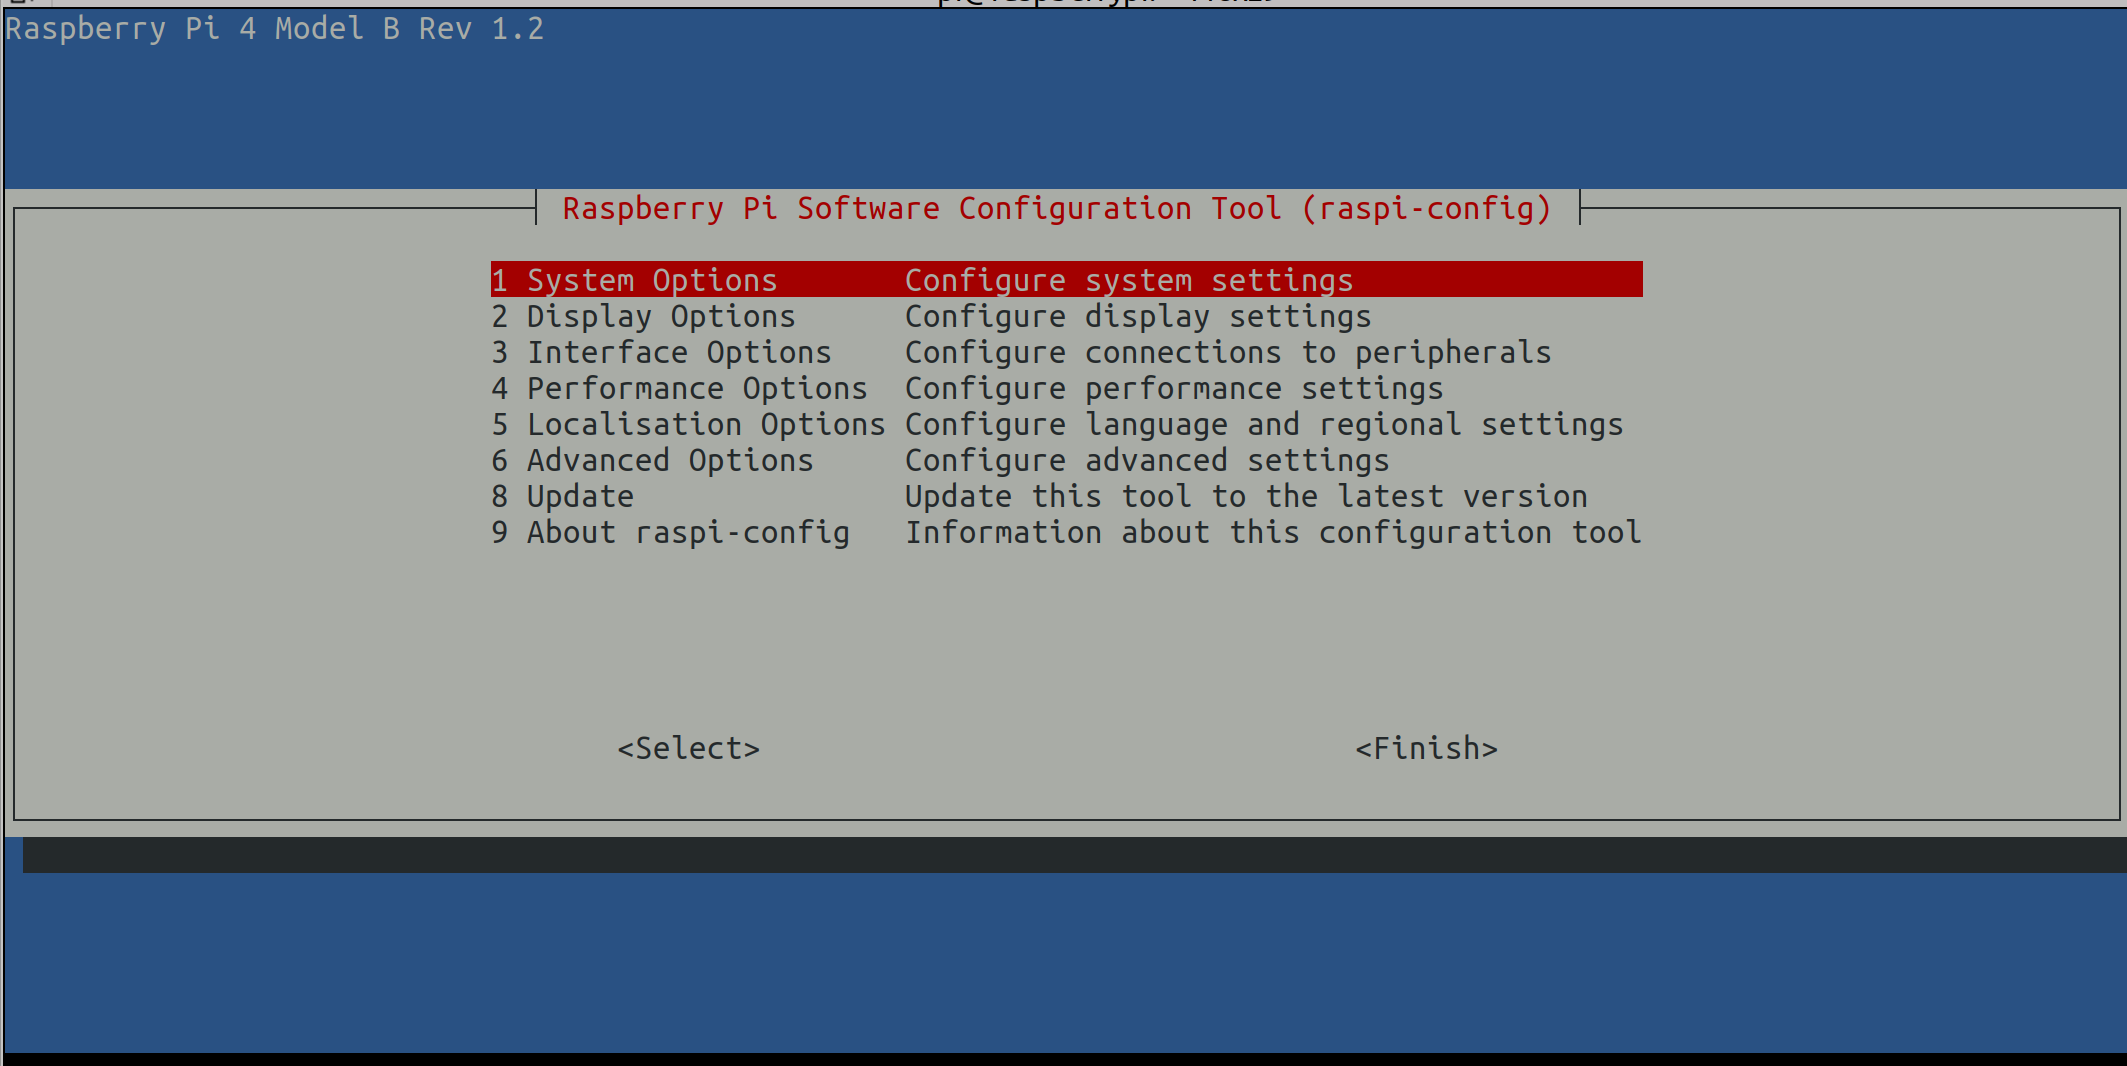 Raspberry Pi 4 Model B Rev 1.2
Raspberry Pi Software Configuration Tool (raspi-config)
1 System Options Configure system settings
2 Display Options Configure display settings
3 Interface Options Configure connections to peripherals
4 Performance Options Configure performance settings
5 Localisation Options Configure language and regional settings
6 Advanced Options Configure advanced settings
8 Update Update this tool to the latest version
9 About raspi-config Information about this configuration tool
<Select> <Finish>